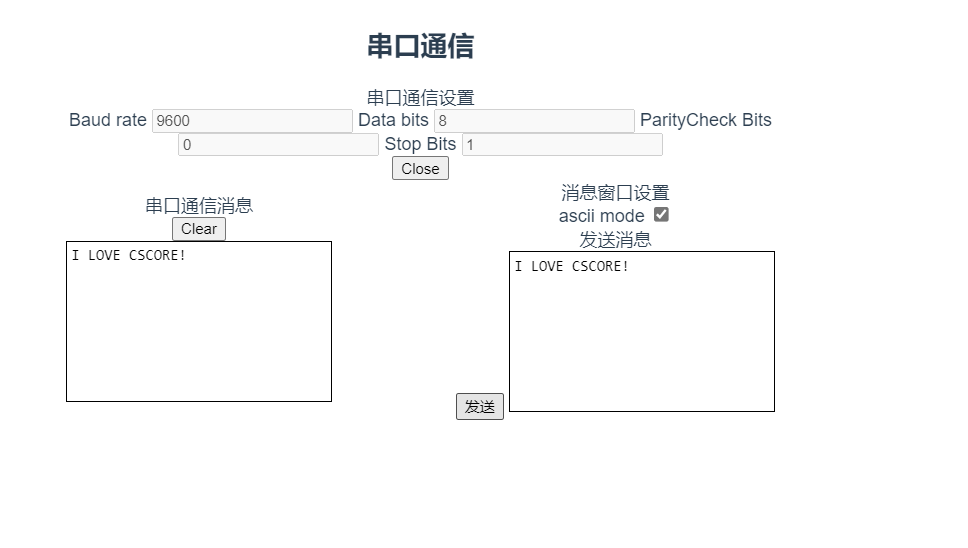 串口通信
串口通信设置
Baud rate 9600 Data bits 8 ParityCheck Bits
0 Stop Bits 1
Close
串口通信消息
Clear
I LOVE CSCORE!
消息窗口设置
ascii mode
发送消息
I LOVE CSCORE!
发送